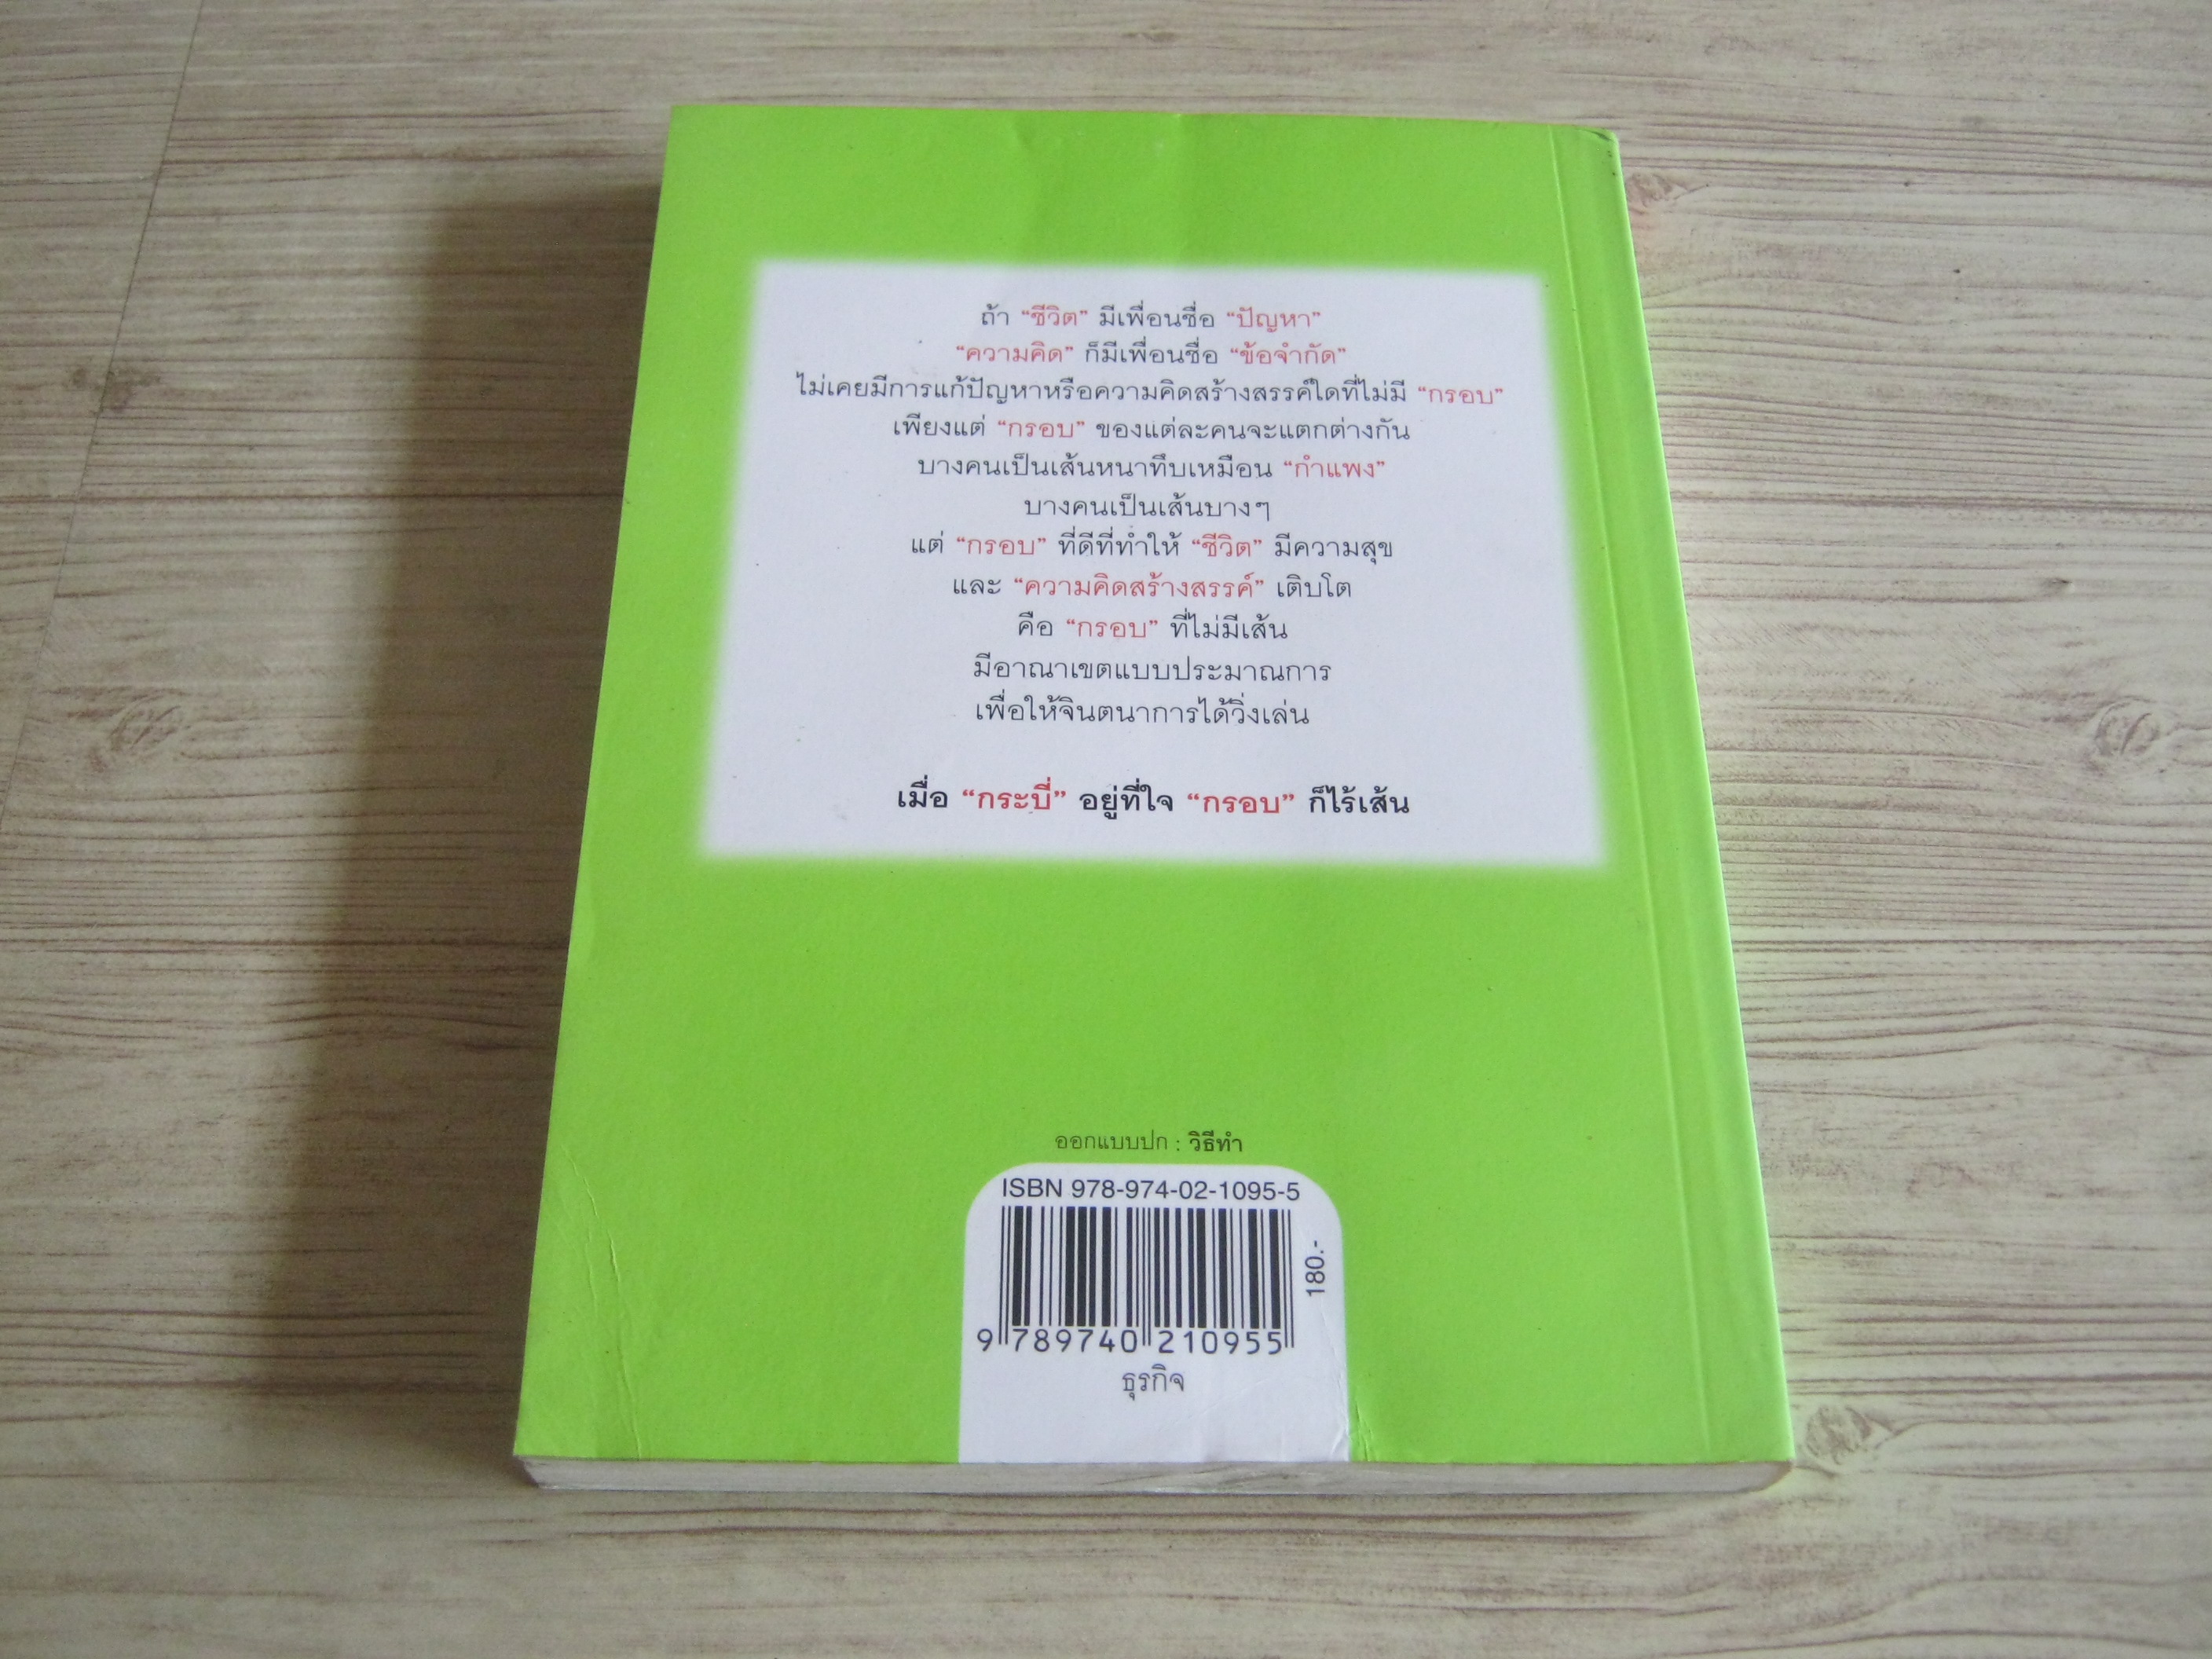 ถ้า “ชีวิต” มีเพื่อนชื่อ “ปัญหา”
“ความคิด” ก็มีเพื่อนชื่อ “ข้อจำกัด”
ไม่เคยมีการแก้ปัญหาหรือความคิดสร้างสรรค์ใดที่ไม่มี “กรอบ”
เพียงแต่ “กรอบ” ของแต่ละคนจะแตกต่างกัน
บางคนเป็นเส้นหนาทึบเหมือน “กำแพง”
บางคนเป็นเส้นบางๆ
แต่ “กรอบ” ที่ดีที่ทำให้ “ชีวิต” มีความสุข
และ “ความคิดสร้างสรรค์” เติบโต
คือ “กรอบ” ที่ไม่มีเส้น
มีอาณาเขตแบบประมาณการ
เพื่อให้จินตนาการได้วิ่งเล่น
เมื่อ “กระบี่” อยู่ที่ใจ “กรอบ” ก็ไร้เส้น
ออกแบบปก : วิธีทำ
ISBN 978-974-02-1095-5
180.-
9 789740 210955
ธุรกิจ